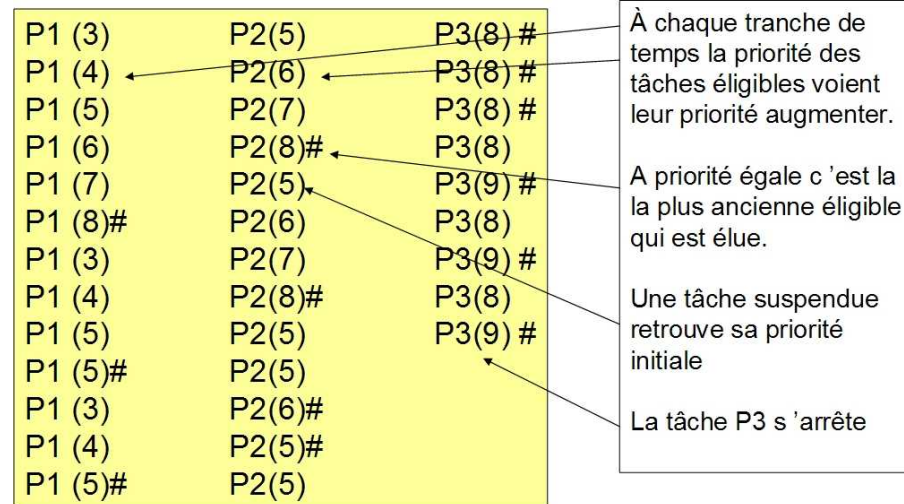 P1 (3) P2(5) P3(8) #
P1 (4) P2(6) P3(8) #
P1 (5) P2(7) P3(8) #
P1 (6) P2(8)# P3(8)
P1 (7) P2(5) P3(9) #
P1 (8)# P2(6) P3(8)
P1 (3) P2(7) P3(9) #
P1 (4) P2(8)# P3(8)
P1 (5) P2(5) P3(9) #
P1 (5)# P2(5)
P1 (3) P2(6)#
P1 (4) P2(5)#
P1 (5)# P2(5)
À chaque tranche de
temps la priorité des
tâches éligibles voient
leur priorité augmenter.
A priorité égale c ’est la
la plus ancienne éligible
qui est élue.
Une tâche suspendue
retrouve sa priorité
initiale
La tâche P3 s ’arrête